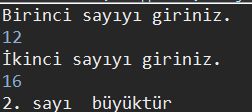 Birinci sayıyı giriniz.
12
İkinci sayıyı giriniz.
16
2. sayı  büyüktür